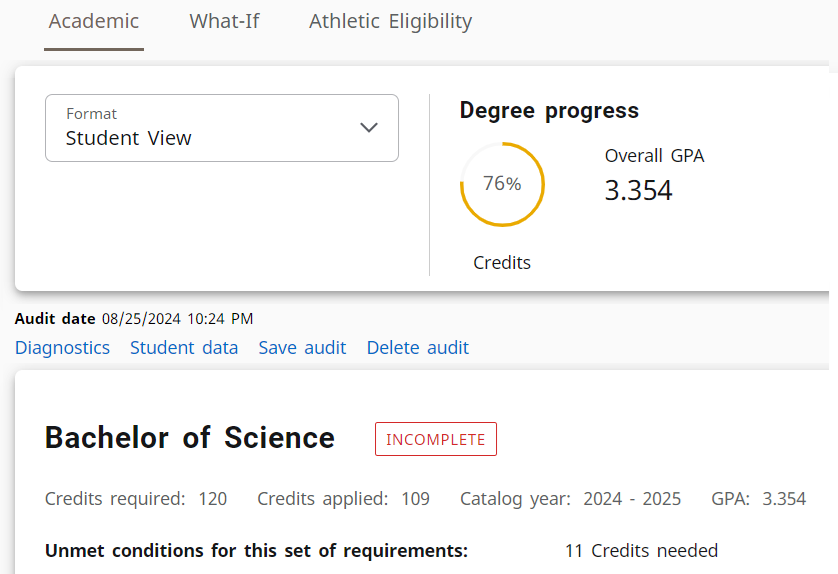 Academic What-If Athletic Eligibility
Format
Student View
Degree progress
76%
Credits
Overall GPA
3.354
Audit date 08/25/2024 10:24 PM
Diagnostics Student data Save audit Delete audit
Bachelor of Science INCOMPLETE
Credits required: 120 Credits applied: 109 Catalog year: 2024 - 2025 GPA: 3.354
Unmet conditions for this set of requirements: 11 Credits needed